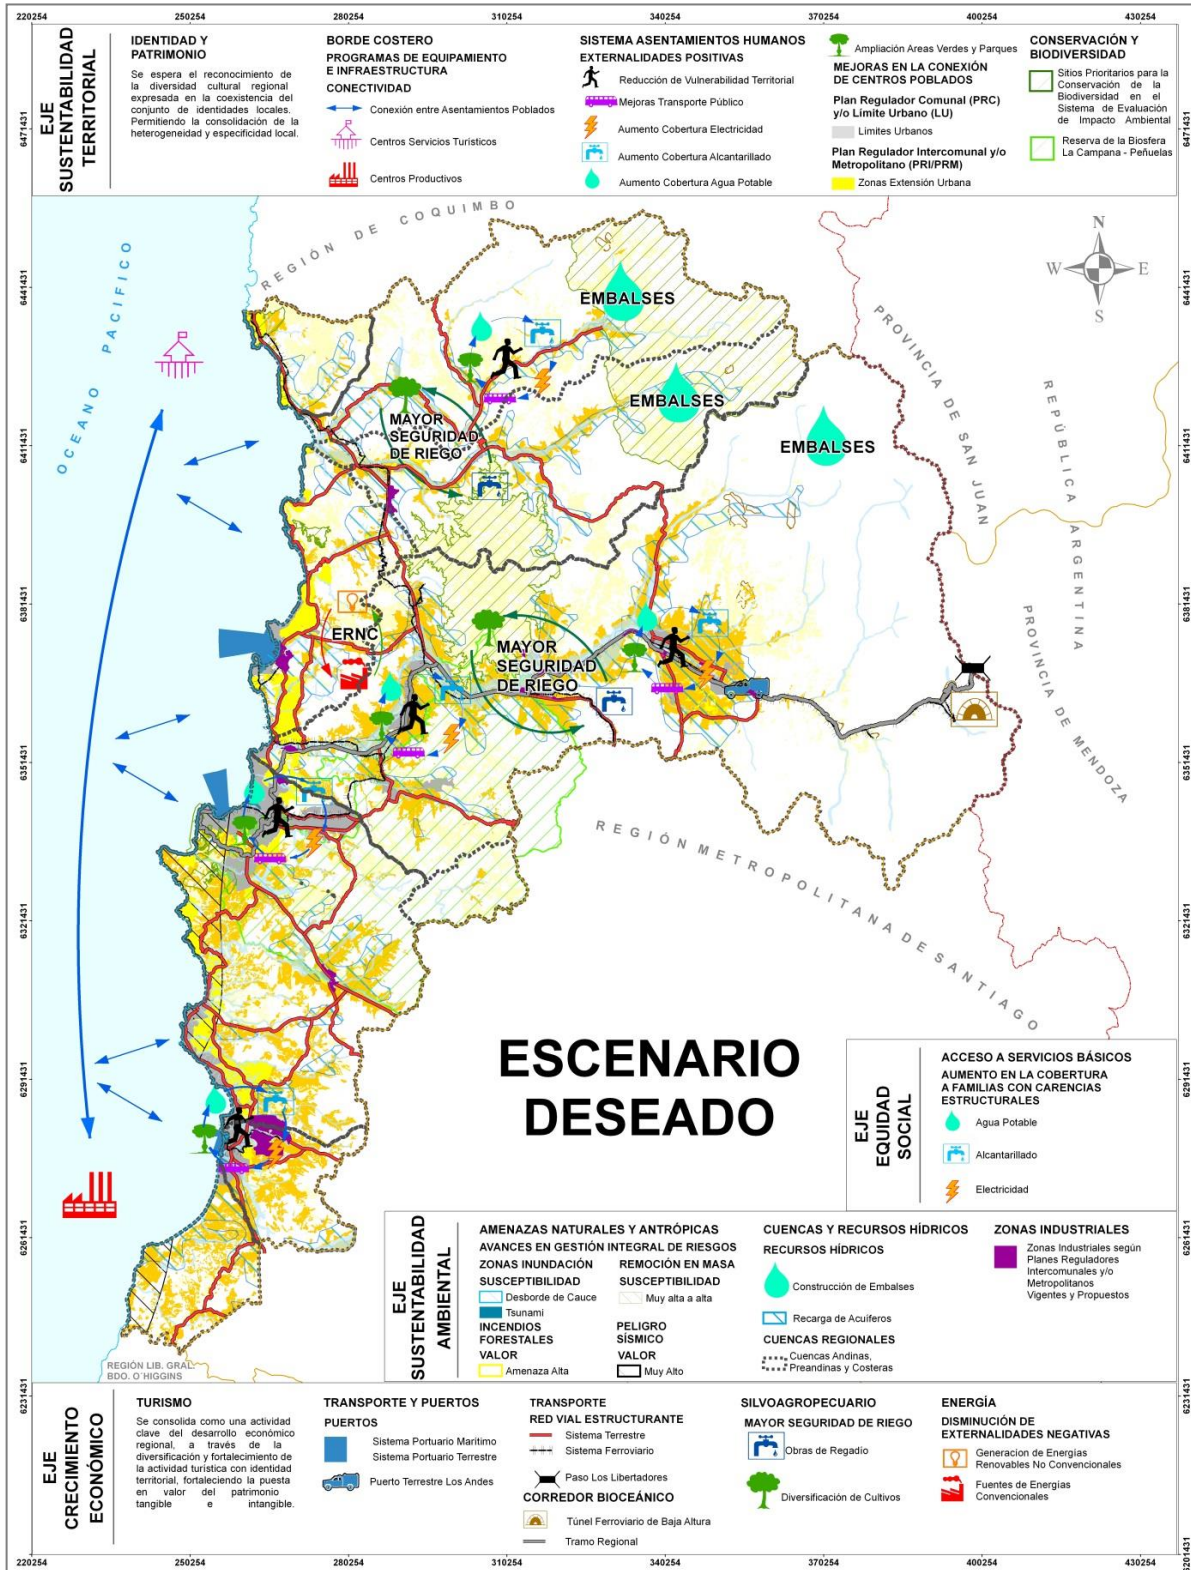 220254 250254 280254 310254 340254 370254 400254 430254
EJE
SUSTENTABILIDAD
TERRITORIAL
IDENTIDAD Y
PATRIMONIO
Se espera el reconocimiento de
la diversidad cultural regional
expresada en la coexistencia del
conjunto de identidades locales.
Permitiendo la consolidación de la
heterogeneidad y especificidad local.
BORDE COSTERO
PROGRAMAS DE EQUIPAMIENTO
E INFRAESTRUCTURA
CONECTIVIDAD
Conexión entre Asentamientos Poblados
Centros Servicios Turísticos
Centros Productivos
SISTEMA ASENTAMIENTOS HUMANOS
EXTERNALIDADES POSITIVAS
Reducción de Vulnerabilidad Territorial
Mejoras Transporte Público
Aumento Cobertura Electricidad
Aumento Cobertura Alcantarillado
Aumento Cobertura Agua Potable
Ampliación Areas Verdes y Parques
MEJORAS EN LA CONEXIÓN
DE CENTROS POBLADOS
Plan Regulador Comunal (PRC)
y/o Límite Urbano (LU)
Limites Urbanos
Plan Regulador Intercomunal y/o
Metropolitano (PRI/PRM)
Zonas Extensión Urbana
CONSERVACIÓN Y
BIODIVERSIDAD
Sitios Prioritarios para la
Conservación de la
Biodiversidad en el
Sistema de Evaluación
de Impacto Ambiental
Reserva de la Biosfera
La Campana - Peñuelas
6471431
6441431
6411431
6381431
6351431
6321431
6291431
6261431
6231431
6471431
6441431
6411431
6381431
6351431
6321431
6291431
6261431
6231431
6201431
REGIÓN DE COQUIMBO
OCEANO PACIFICO
N
W E
S
EMBALSES
EMBALSES
EMBALSES
MAYOR
SEGURIDAD
DE RIEGO
PROVINCIA DE SAN JUAN
REPÚBLICA ARGENTINA
ERNC
MAYOR
SEGURIDAD
DE RIEGO
PROVINCIA DE MENDOZA
REGIÓN METROPOLITANA DE SANTIAGO
ESCENARIO
DESEADO
REGIÓN LIB. GRAL.
BDO. O'HIGGINS
EJE
EQUIDAD
SOCIAL
ACCESO A SERVICIOS BÁSICOS
AUMENTO EN LA COBERTURA
A FAMILIAS CON CARENCIAS
ESTRUCTURALES
Agua Potable
Alcantarillado
Electricidad
EJE
SUSTENTABILIDAD
AMBIENTAL
AMENAZAS NATURALES Y ANTRÓPICAS
AVANCES EN GESTIÓN INTEGRAL DE RIESGOS
ZONAS INUNDACIÓN
SUSCEPTIBILIDAD
Desborde de Cauce
Tsunami
INCENDIOS
FORESTALES
VALOR
Amenaza Alta
REMOCIÓN EN MASA
SUSCEPTIBILIDAD
Muy alta a alta
PELIGRO
SÍSMICO
VALOR
Muy Alto
CUENCAS Y RECURSOS HÍDRICOS
RECURSOS HÍDRICOS
Construcción de Embalses
Recarga de Acuíferos
CUENCAS REGIONALES
Cuencas Andinas,
Preandinas y Costeras
ZONAS INDUSTRIALES
Zonas Industriales según
Planes Reguladores
Intercomunales y/o
Metropolitanos
Vigentes y Propuestos
EJE
CRECIMIENTO
ECONÓMICO
TURISMO
Se consolida como una actividad
clave del desarrollo económico
regional, a través de la
diversificación y fortalecimiento de
la actividad turística con identidad
territorial, fortaleciendo la puesta
en valor del patrimonio
tangible e intangible.
TRANSPORTE Y PUERTOS
PUERTOS
Sistema Portuario Marítimo
Sistema Portuario Terrestre
Puerto Terrestre Los Andes
TRANSPORTE
RED VIAL ESTRUCTURANTE
Sistema Terrestre
Sistema Ferroviario
Paso Los Libertadores
CORREDOR BIOCEÁNICO
Túnel Ferroviario de Baja Altura
Tramo Regional
SILVOAGROPECUARIO
MAYOR SEGURIDAD DE RIEGO
Obras de Regadío
Diversificación de Cultivos
ENERGÍA
DISMINUCIÓN DE
EXTERNALIDADES NEGATIVAS
Generacion de Energías
Renovables No Convencionales
Fuentes de Energías
Convencionales
220254 250254 280254 310254 340254 370254 400254 430254